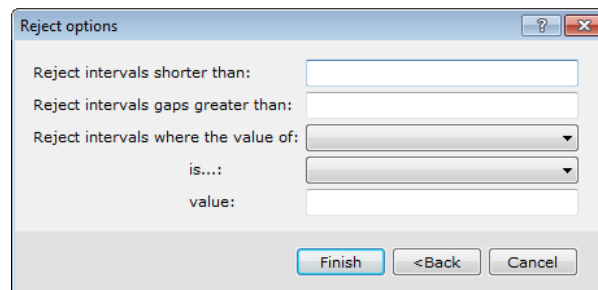 Reject options
?
Reject intervals shorter than:
Reject intervals gaps greater than:
Reject intervals where the value of:
is...:
value:
Finish <Back Cancel